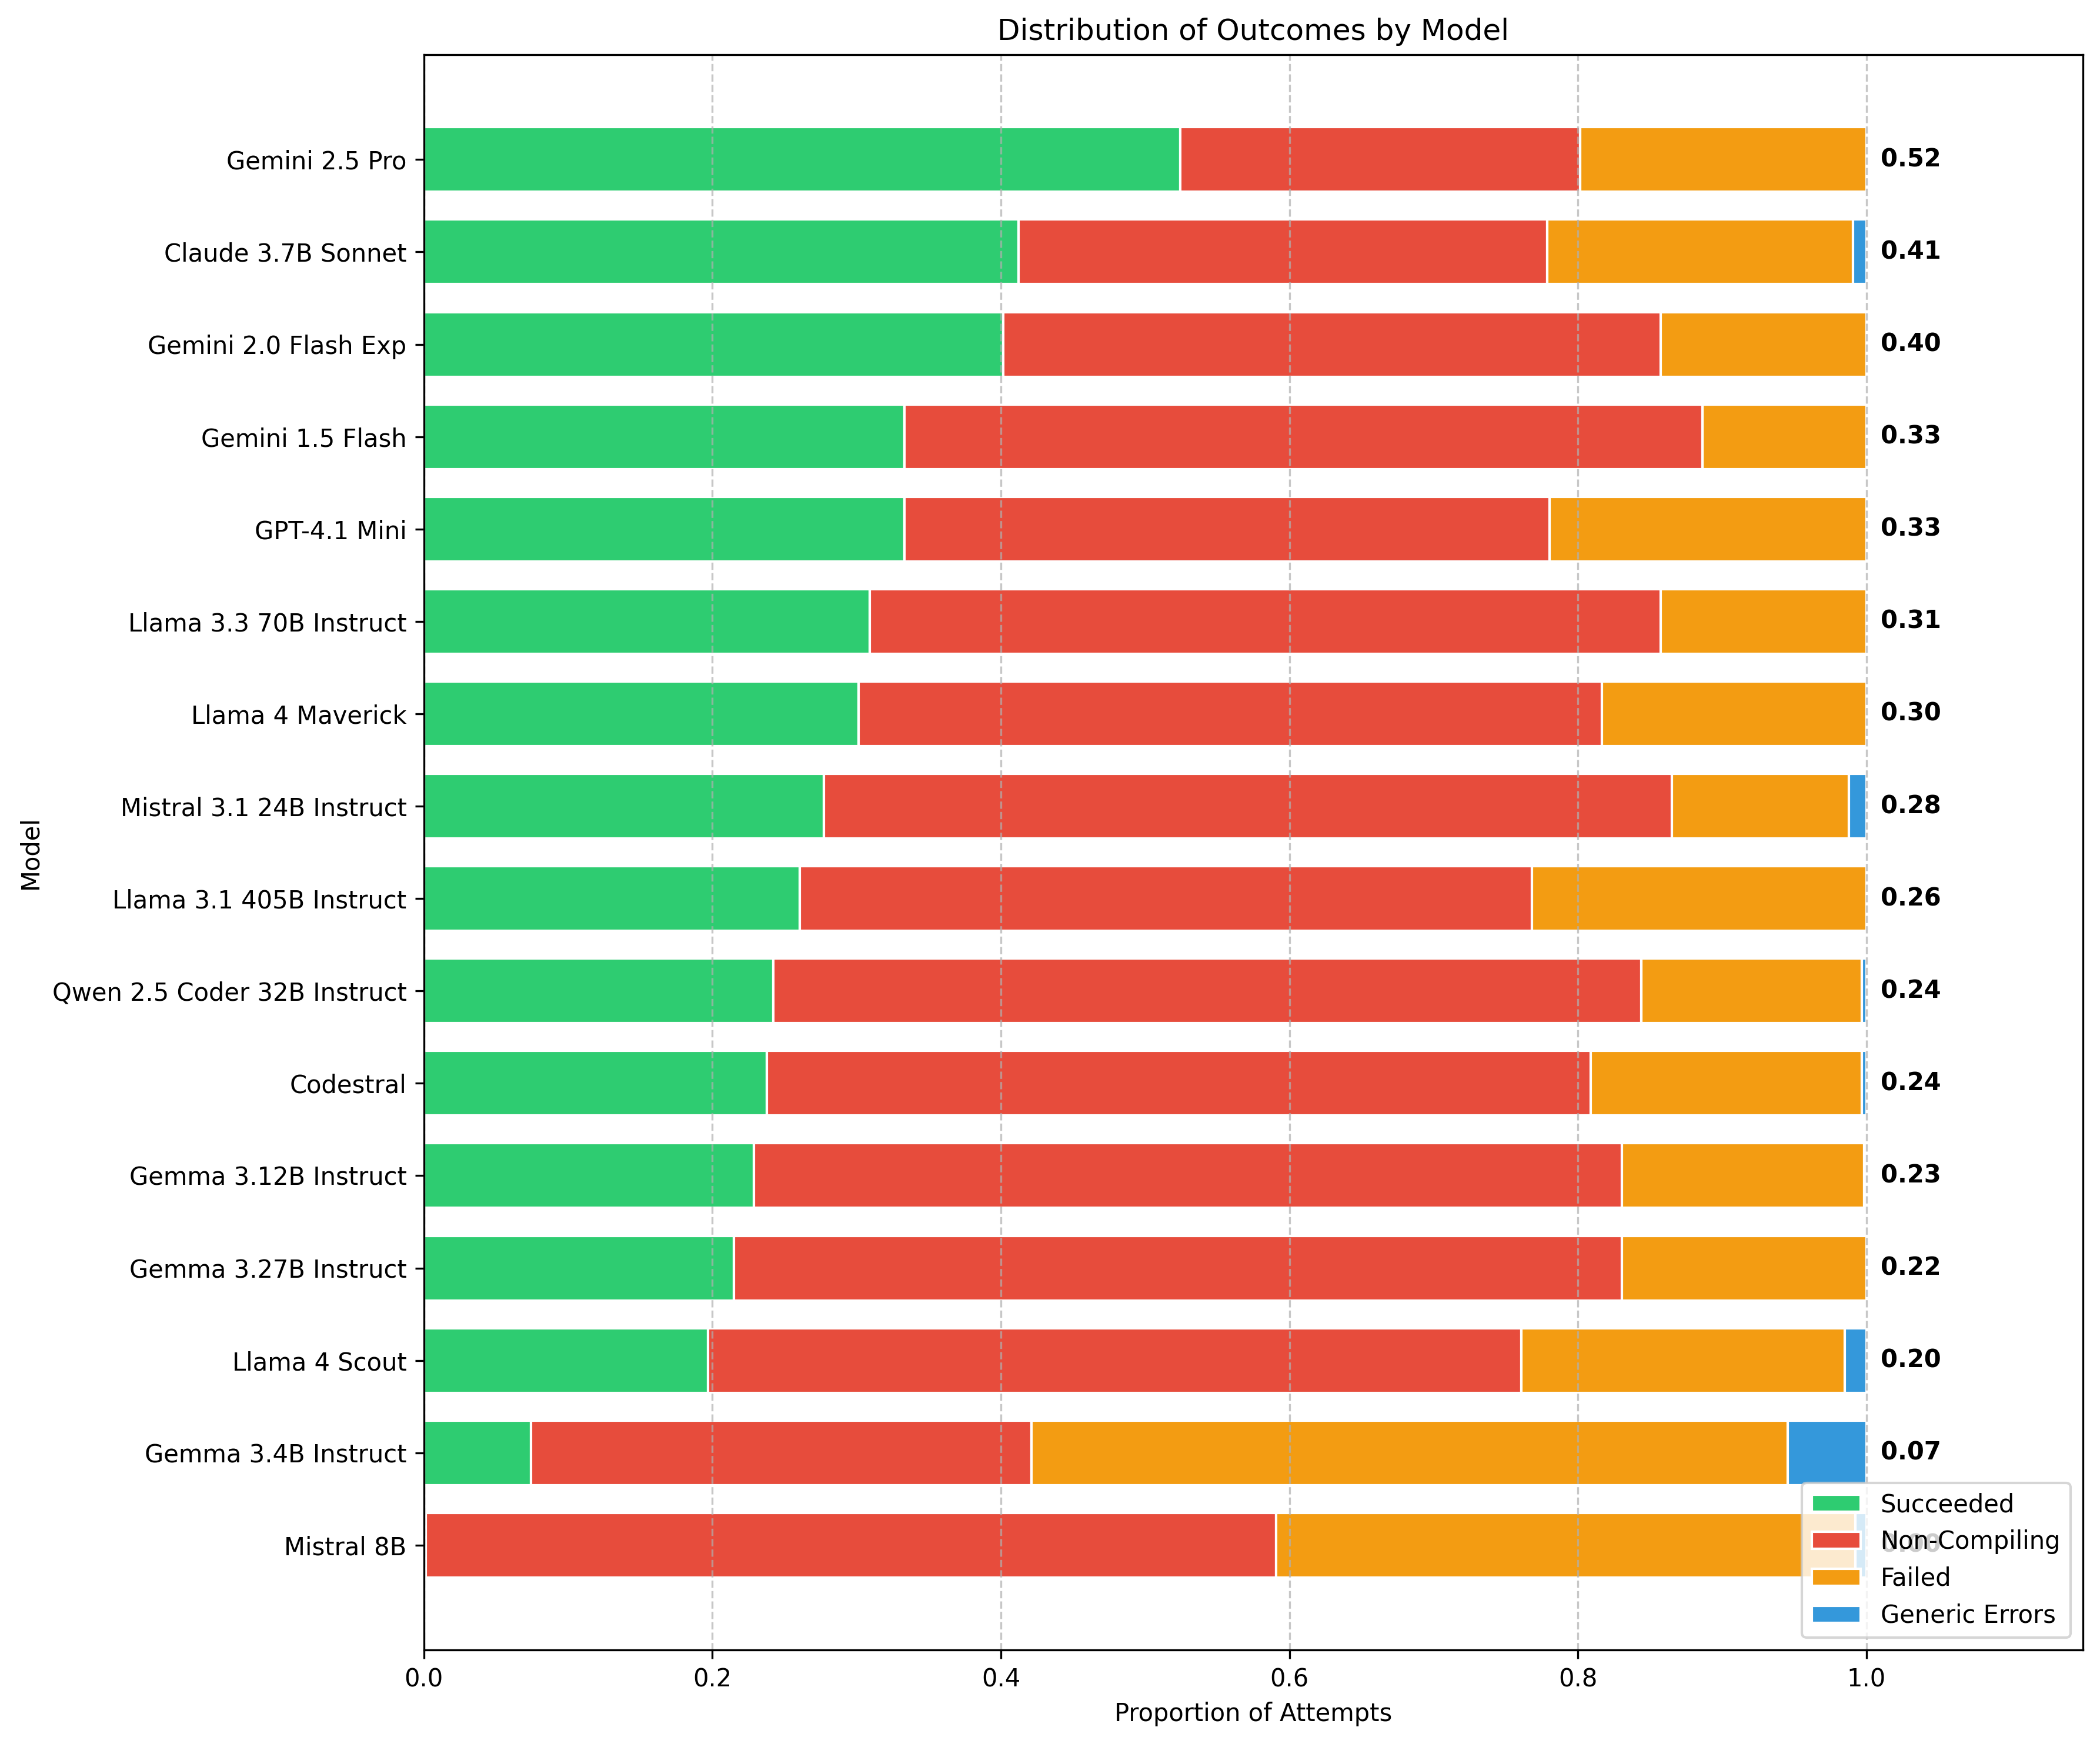 Distribution of Outcomes by Model
Gemini 2.5 Pro 0.52
Claude 3.7B Sonnet 0.41
Gemini 2.0 Flash Exp 0.40
Gemini 1.5 Flash 0.33
GPT-4.1 Mini 0.33
Llama 3.3 70B Instruct 0.31
Llama 4 Maverick 0.30
Mistral 3.1 24B Instruct 0.28
Llama 3.1 405B Instruct 0.26
Qwen 2.5 Coder 32B Instruct 0.24
Codestral 0.24
Gemma 3.12B Instruct 0.23
Gemma 3.27B Instruct 0.22
Llama 4 Scout 0.20
Gemma 3.4B Instruct 0.07
Mistral 8B
Model
Succeeded
Non-Compiling
Failed
Generic Errors
0.0 0.2 0.4 0.6 0.8 1.0
Proportion of Attempts